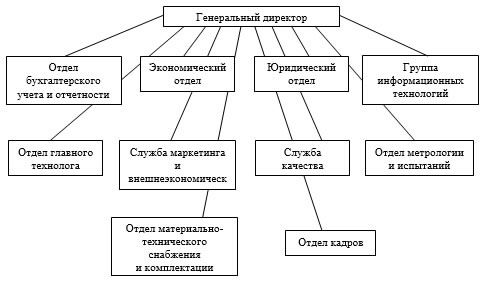 Генеральный директор
Отдел
бухгалтерского
учета и отчетности
Экономический
отдел
Юридический
отдел
Группа
информационных
технологий
Отдел главного
технолога
Служба маркетинга
и
внешнеэкономическ
Служба
качества
Отдел метрологии
и испытаний
Отдел материально-
технического
снабжения
и комплектации
Отдел кадров